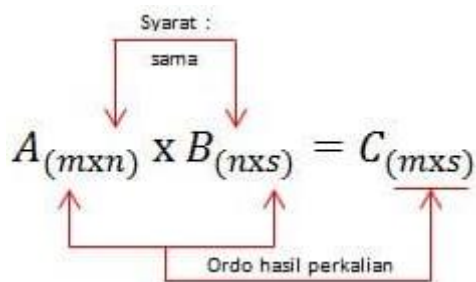 Syarat :
sama
A(mxn) x B(nxs) = C(mxs)
Ordo hasil perkalian